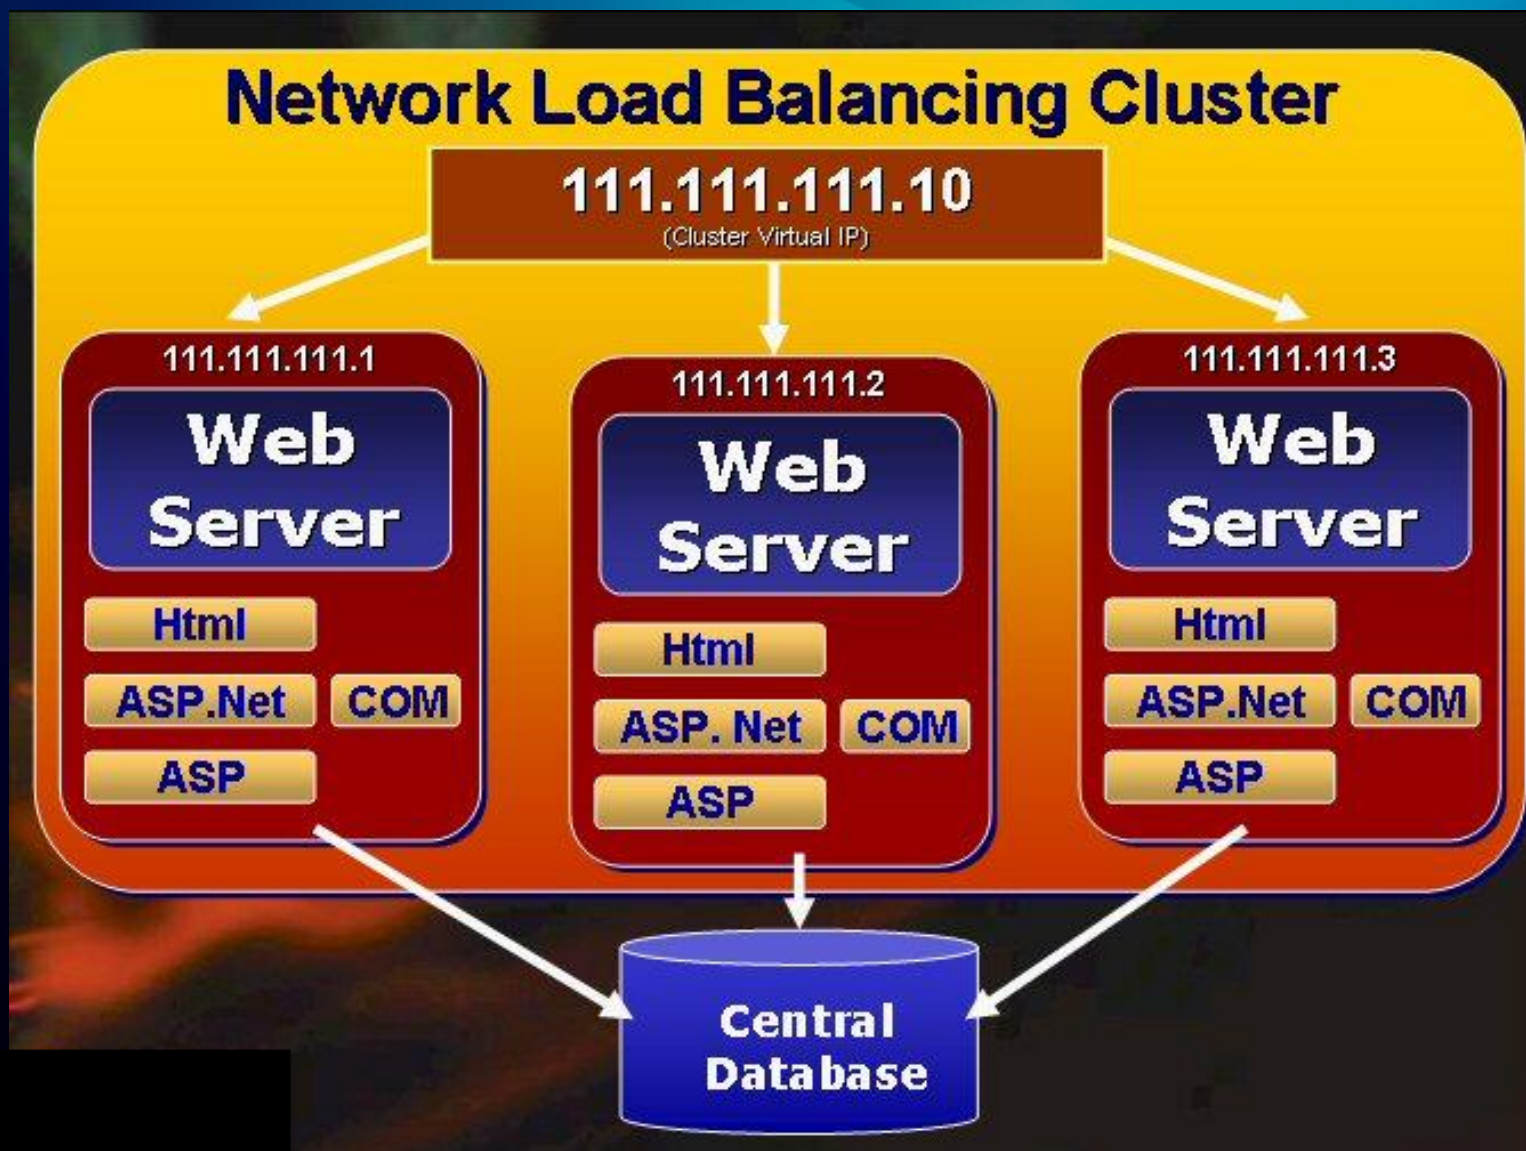 Network Load Balancing Cluster
111.111.111.10
(Cluster Virtual IP)
111.111.111.1
Web
Server
Html
ASP.Net
COM
ASP
111.111.111.2
Web
Server
Html
ASP. Net
COM
ASP
111.111.111.3
Web
Server
Html
ASP.Net
COM
ASP
Central
Database